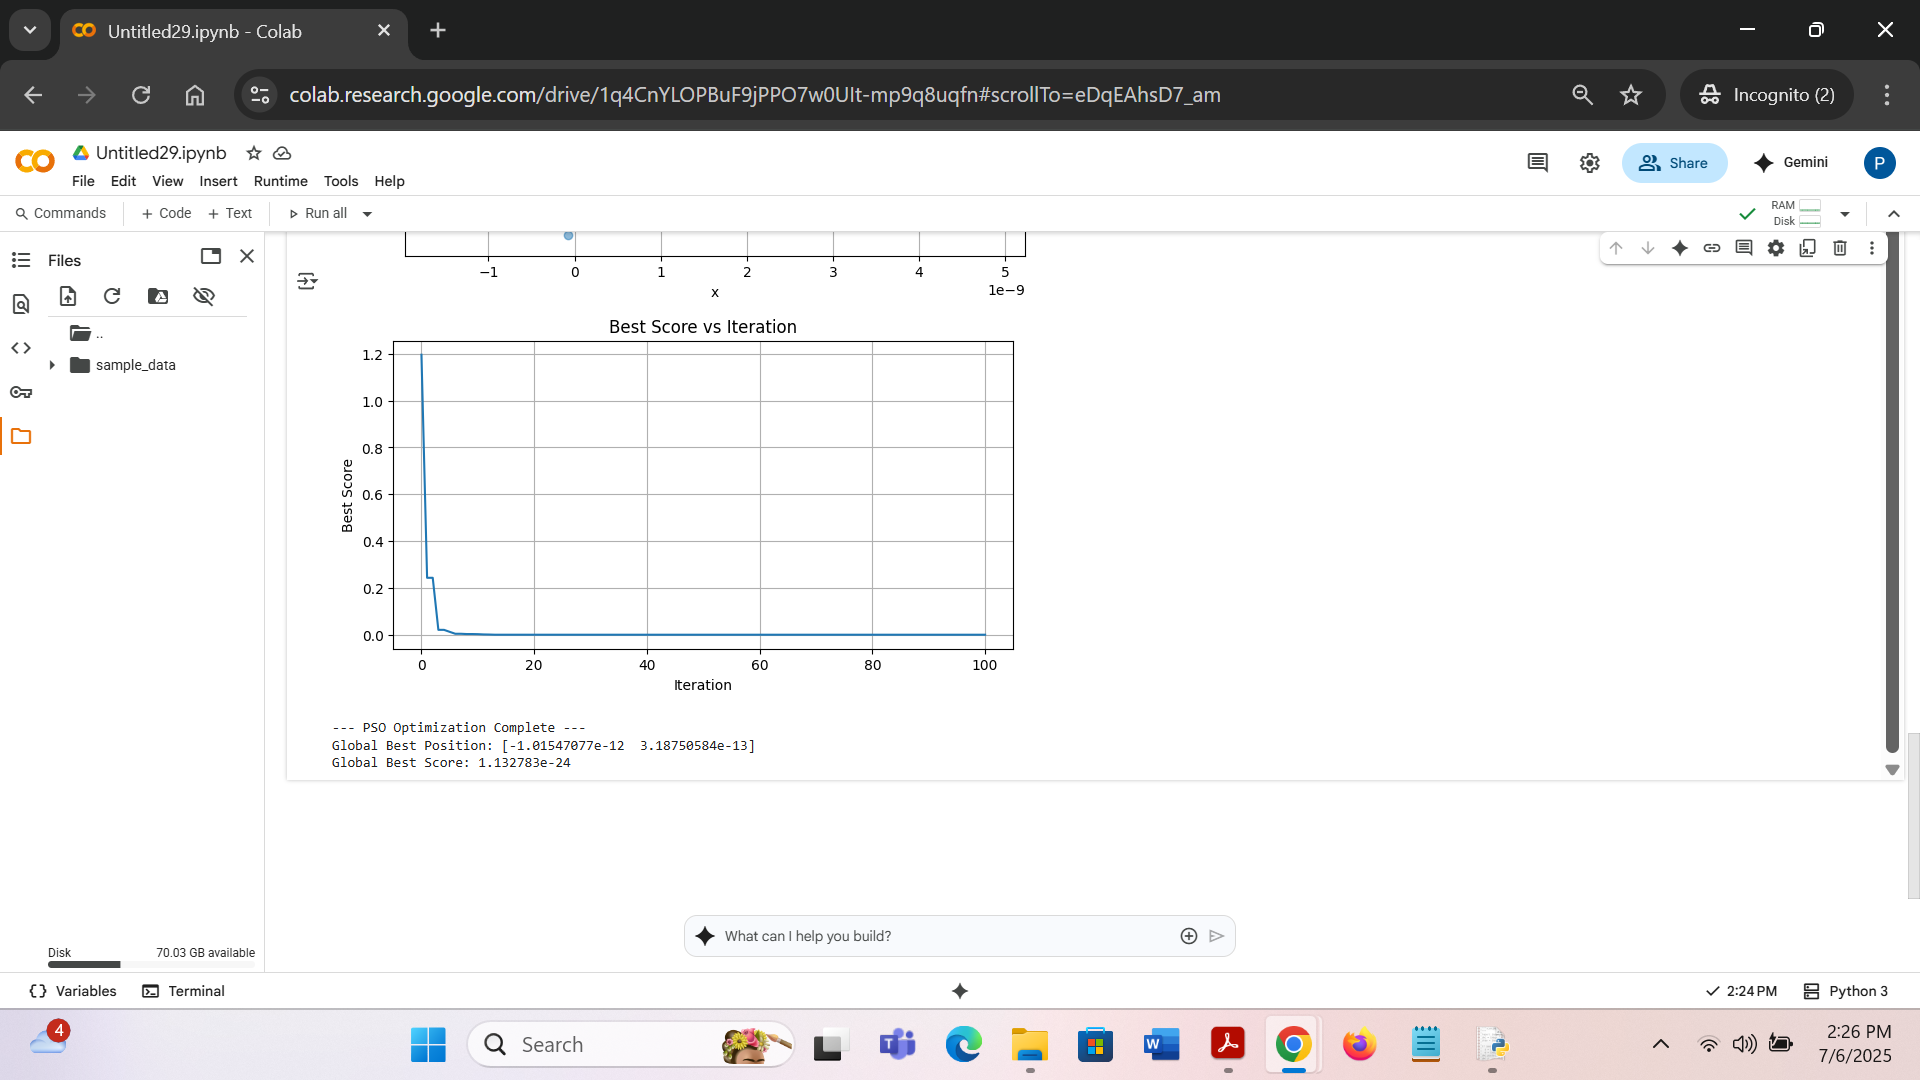 Untitled29.ipynb - Colab
colab.research.google.com/drive/1q4CnYLOPBuF9jPPO7w0UIt-mp9q8uqfn#scrollTo=eDqEAhsD7_am
Incognito (2)
CO
Untitled29.ipynb
File Edit View Insert Runtime Tools Help
Share
Gemini
P
Commands
+ Code + Text
Run all
RAM
Disk
Files
..
sample_data
Disk 70.03 GB available
−1 0 1 2 3 4 5
1e−9
x
Best Score vs Iteration
1.2
1.0
0.8
0.6
0.4
0.2
0.0
Best Score
0 20 40 60 80 100
Iteration
--- PSO Optimization Complete ---
Global Best Position: [-1.01547077e-12  3.18750584e-13]
Global Best Score: 1.132783e-24
What can I help you build?
Variables
Terminal
2:24 PM
Python 3
4
Search
2:26 PM
7/6/2025